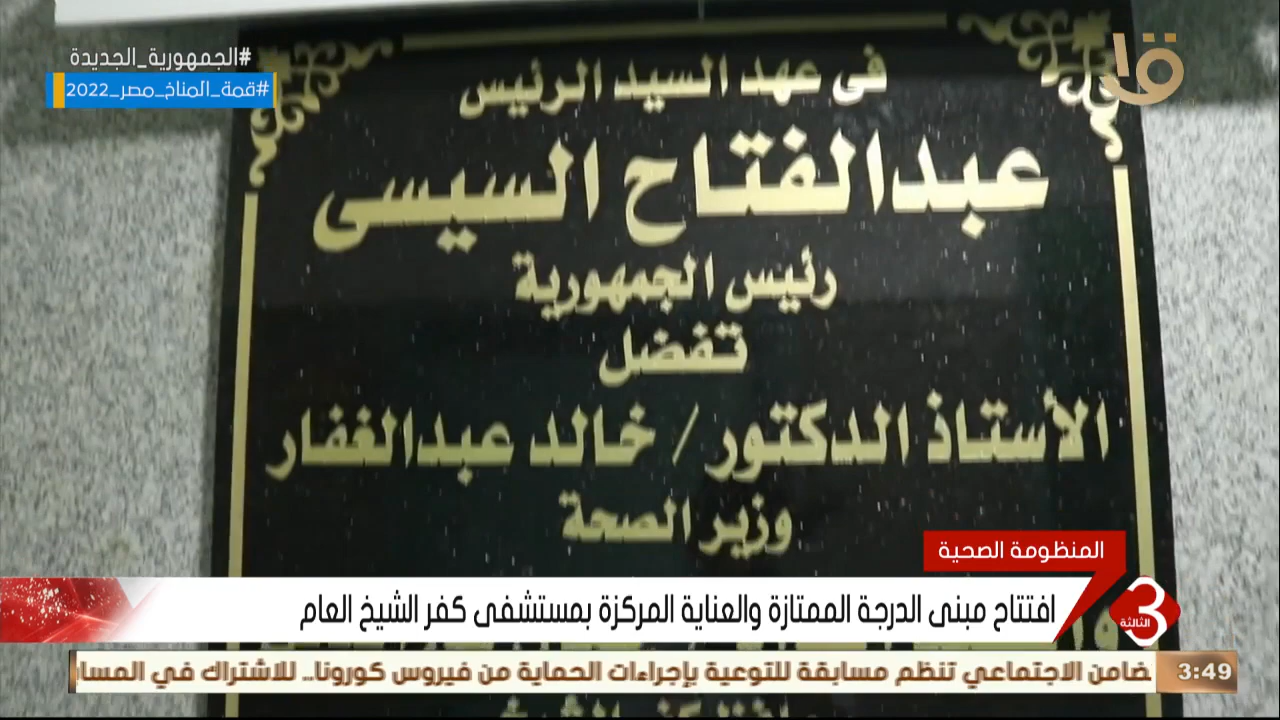 #الجمهورية_الجديدة
#قمة_المناخ_مصر_2022
فى عهد السيد الرئيس
عبدالفتاح السيسى
رئيس الجمهورية
تفضل
الأستاذ الدكتور / خالد عبدالغفار
وزير الصحة
المنظومة الصحية
افتتاح مبنى الدرجة الممتازة والعناية المركزة بمستشفى كفر الشيخ العام
3 الثالثة
ضامن الاجتماعي تنظم مسابقة للتوعية بإجراءات الحماية من فيروس كورونا.. للاشتراك في المسا
3:49